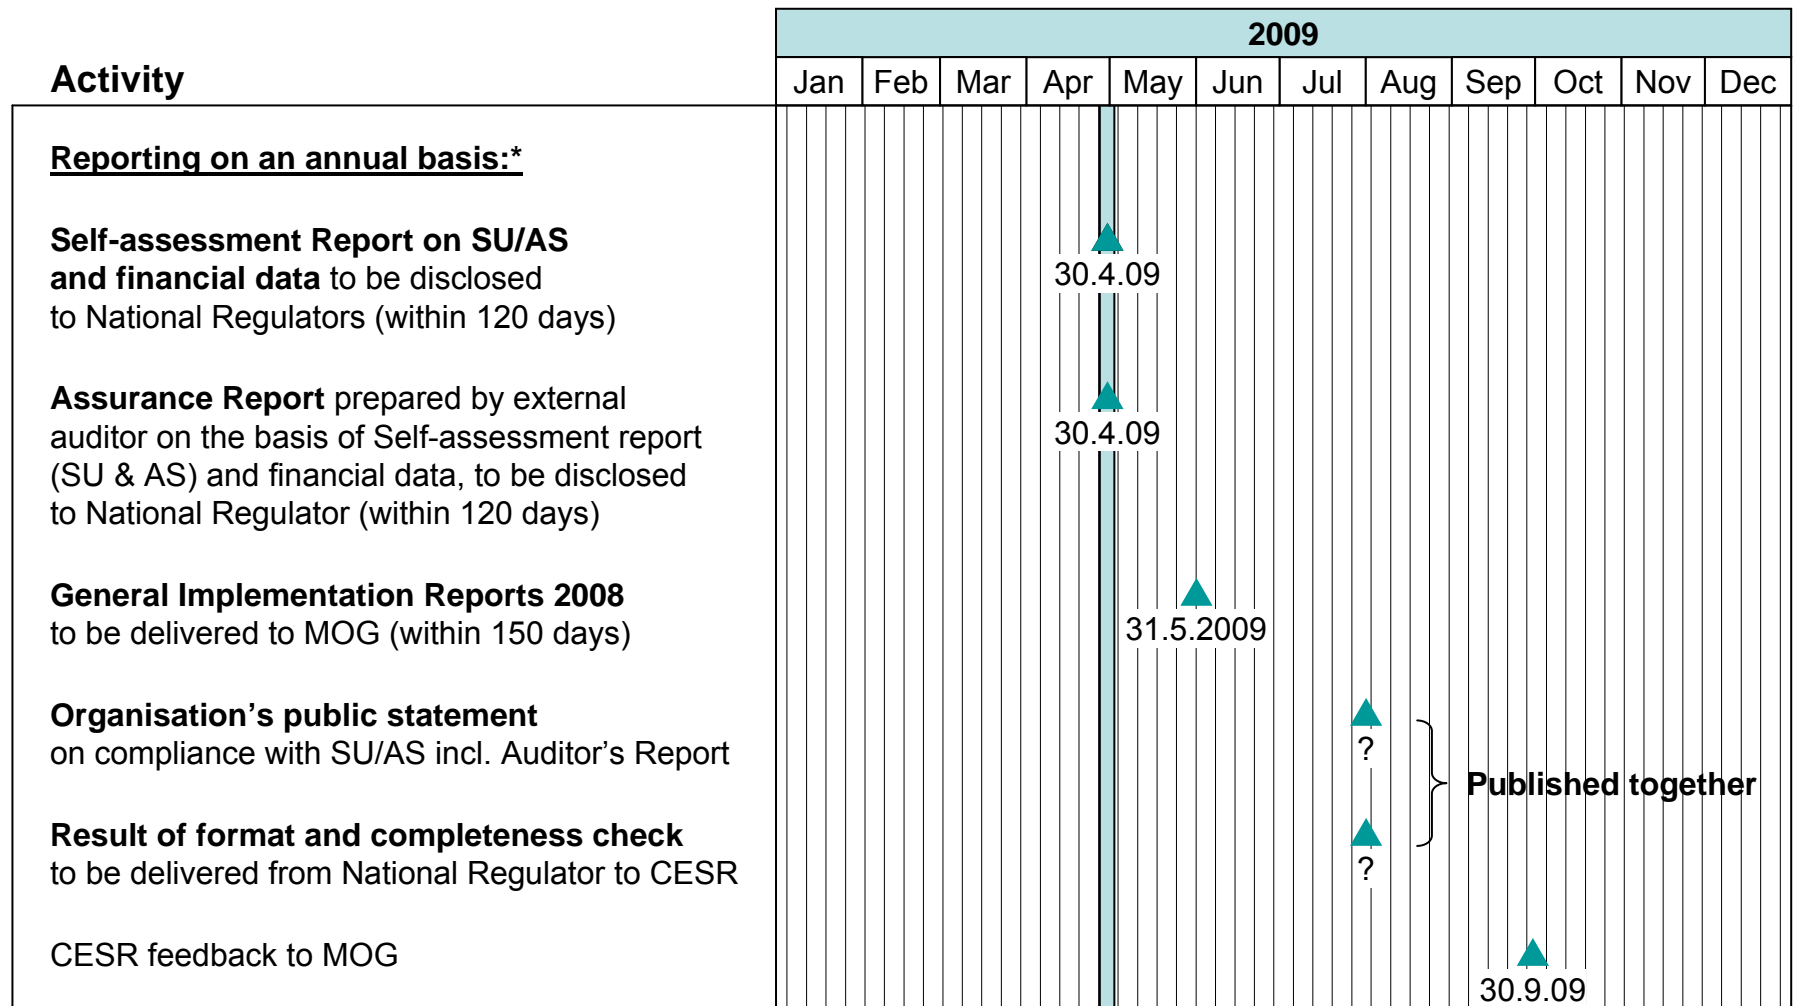 2009
Activity
Jan Feb Mar Apr May Jun Jul Aug Sep Oct Nov Dec
Reporting on an annual basis:*
Self-assessment Report on SU/AS
and financial data to be disclosed
to National Regulators (within 120 days)
30.4.09
Assurance Report prepared by external
auditor on the basis of Self-assessment report
(SU & AS) and financial data, to be disclosed
to National Regulator (within 120 days)
30.4.09
General Implementation Reports 2008
to be delivered to MOG (within 150 days)
31.5.2009
Organisation’s public statement
on compliance with SU/AS incl. Auditor’s Report
?
Published together
Result of format and completeness check
to be delivered from National Regulator to CESR
?
CESR feedback to MOG
30.9.09